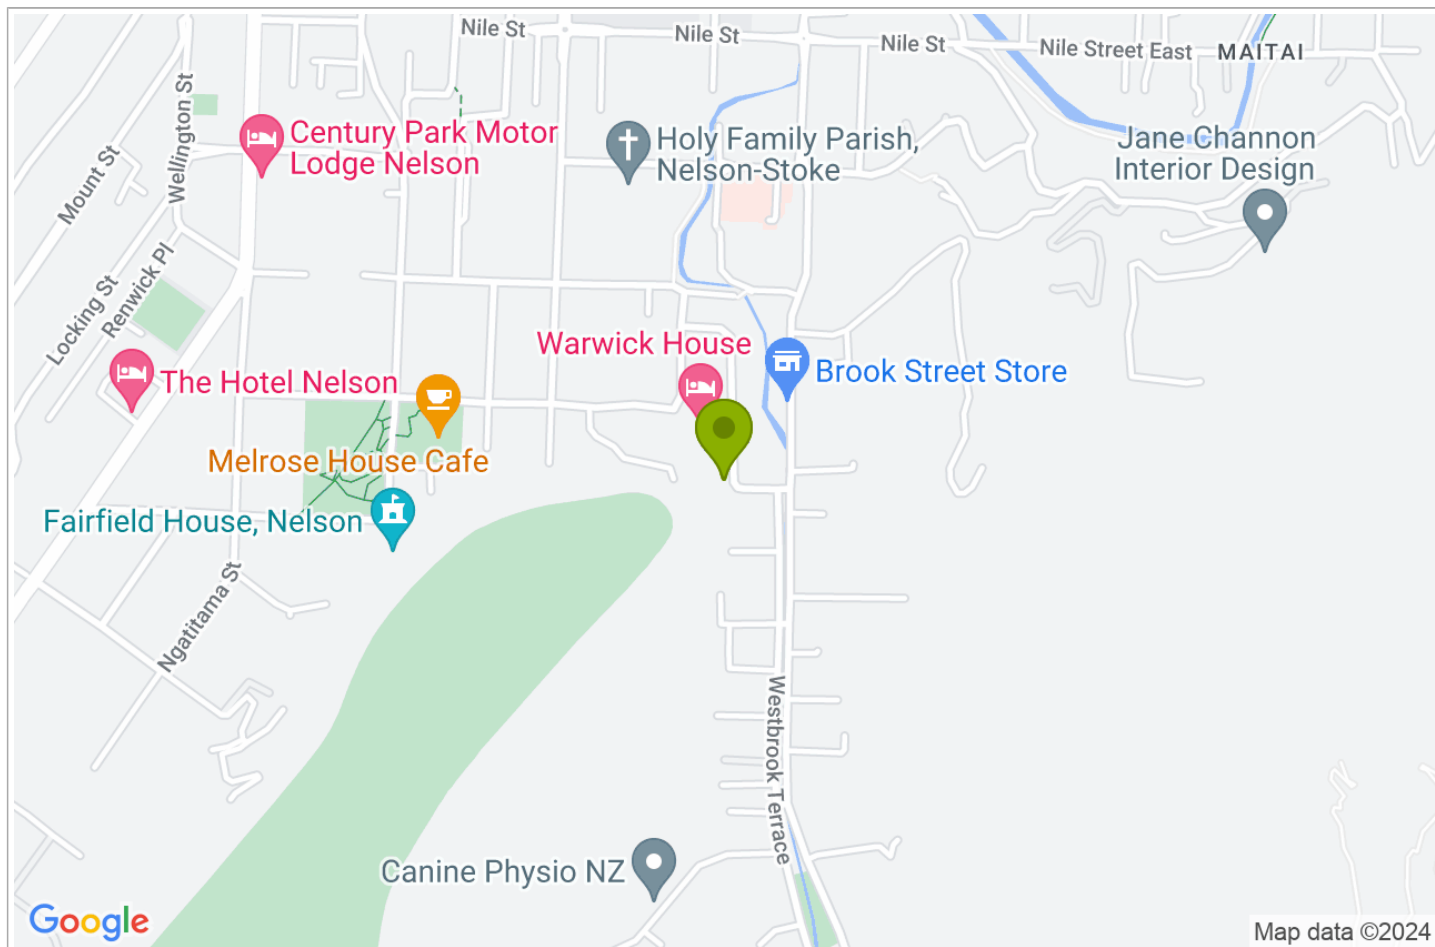 Nile St
Nile St
Nile St
Nile Street East
MAITAI
Wellington St
Mount St
Century Park Motor
Lodge Nelson
Holy Family Parish,
Nelson-Stoke
Jane Channon
Interior Design
Renwick Pl
Locking St
Warwick House
Brook Street Store
The Hotel Nelson
Melrose House Cafe
Fairfield House, Nelson
Ngatitama St
Westbrook Terrace
Canine Physio NZ
Google
Map data ©2024